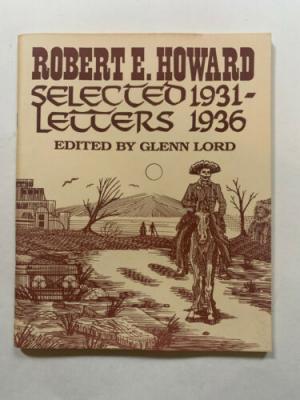 ROBERT E. HOWARD
SELECTED 1931-
LETTERS 1936
EDITED BY GLENN LORD